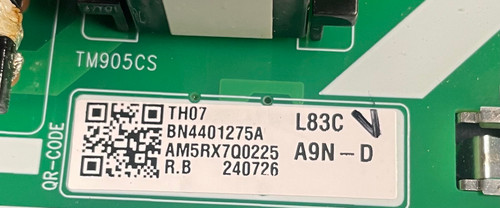 TM905CS
QR-CODE
TH07
BN4401275A
AM5RX7Q0225
R.B 240726
L83C
A9N-D